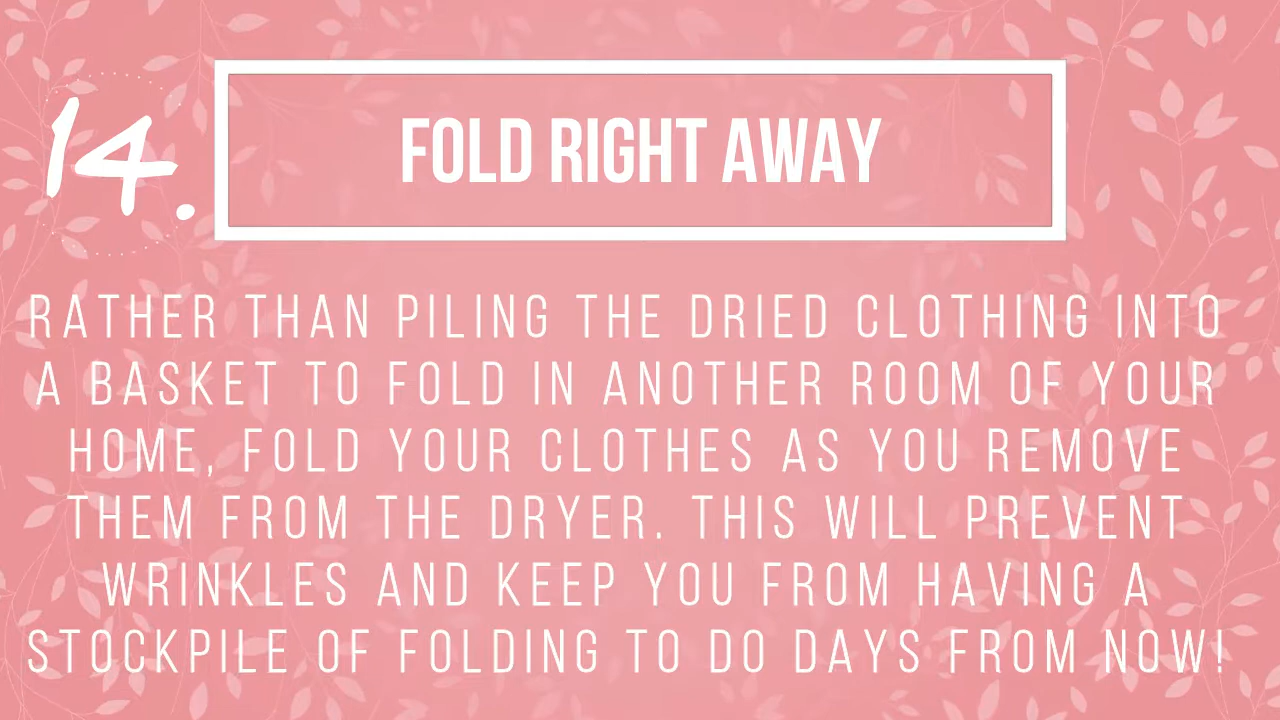 14.
FOLD RIGHT AWAY
RATHER THAN PILING THE DRIED CLOTHING INTO
A BASKET TO FOLD IN ANOTHER ROOM OF YOUR
HOME, FOLD YOUR CLOTHES AS YOU REMOVE
THEM FROM THE DRYER. THIS WILL PREVENT
WRINKLES AND KEEP YOU FROM HAVING A
STOCKPILE OF FOLDING TO DO DAYS FROM NOW!